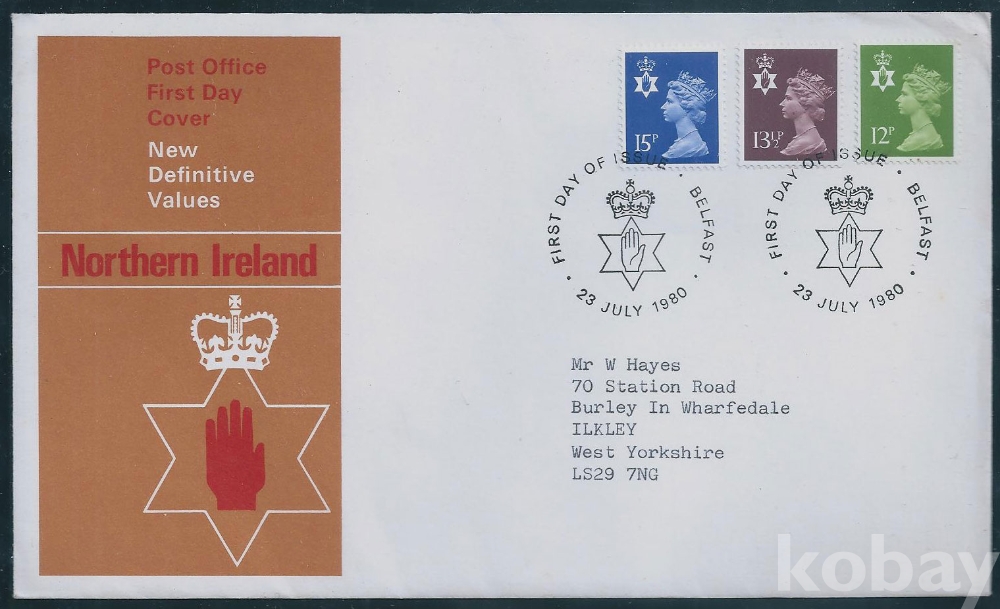 Post Office
First Day
Cover
New
Definitive
Values
Northern Ireland
15P
13½P
12P
FIRST DAY OF ISSUE · BELFAST · 23 JULY 1980 ·
FIRST DAY OF ISSUE · BELFAST · 23 JULY 1980 ·
Mr W Hayes
70 Station Road
Burley In Wharfedale
ILKLEY
West Yorkshire
LS29 7NG
kobay